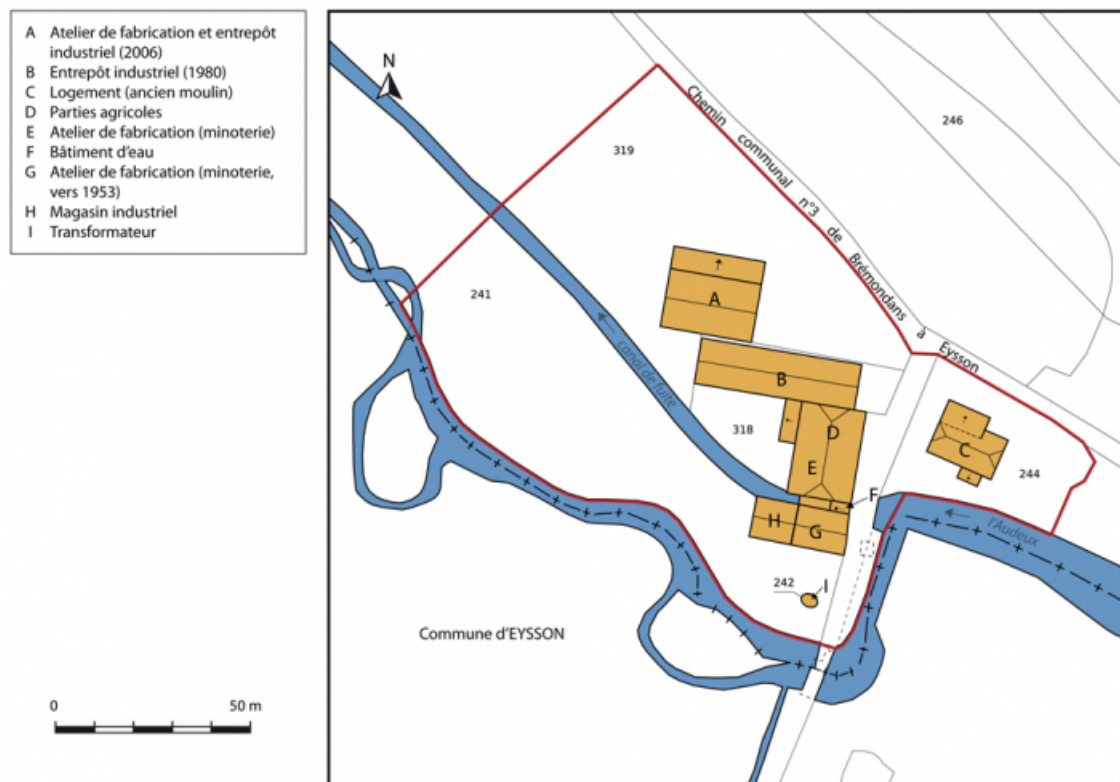 A Atelier de fabrication et entrepôt
industriel (2006)
B Entrepôt industriel (1980)
C Logement (ancien moulin)
D Parties agricoles
E Atelier de fabrication (minoterie)
F Bâtiment d'eau
G Atelier de fabrication (minoterie,
vers 1953)
H Magasin industriel
I Transformateur
N
246
319
Chemin communal n°3 de Brémondans à Eysson
241
A
canal de fuite
B
318
D
C
E
244
F
H
G
l'Audeux
242
I
Commune d'EYSSON
0 50 m